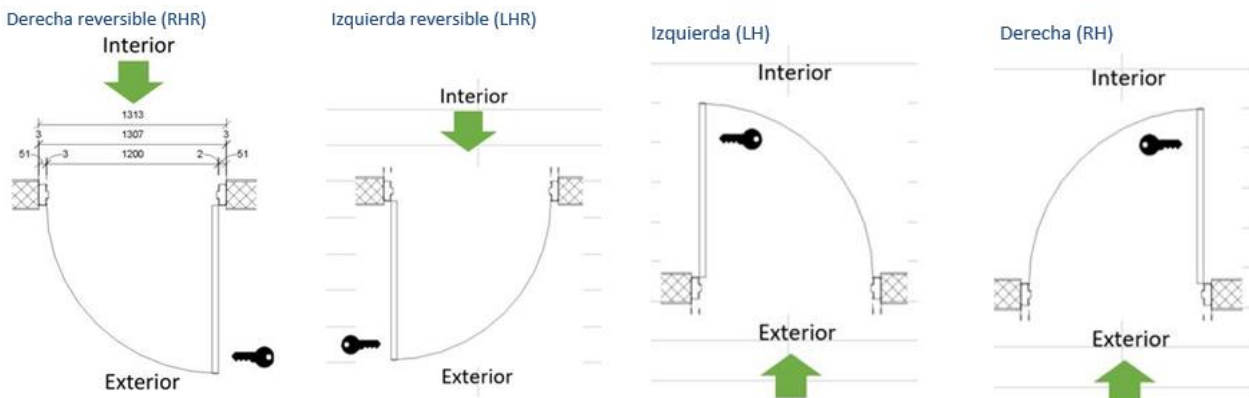 Derecha reversible (RHR)
Interior
1313
3 1307 3
51 3 1200 2 51
Exterior
Izquierda reversible (LHR)
Interior
Exterior
Izquierda (LH)
Interior
Exterior
Derecha (RH)
Interior
Exterior